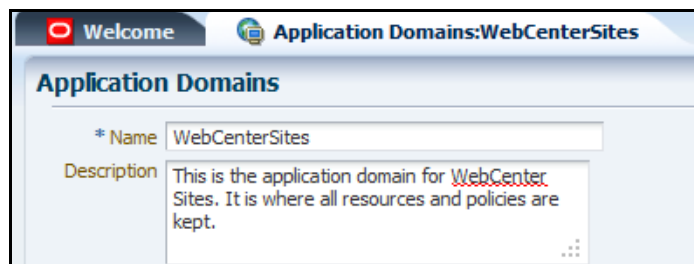 Welcome
Application Domains:WebCenterSites
Application Domains
* Name WebCenterSites
Description This is the application domain for WebCenter
Sites. It is where all resources and policies are
kept.